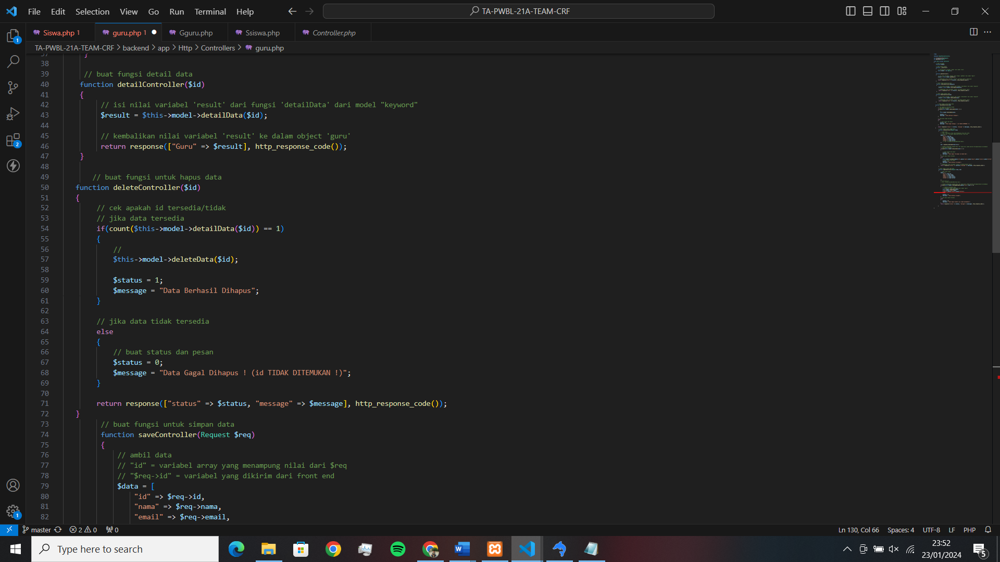 File Edit Selection View Go Run Terminal Help
TA-PWBL-21A-TEAM-CRF
Siswa.php 1
guru.php 1
Gguru.php
Ssiswa.php
Controller.php
TA-PWBL-21A-TEAM-CRF > backend > app > Http > Controllers > guru.php
37 }
38
39 // buat fungsi detail data
40 function detailController($id)
41 {
42 // isi nilai variabel 'result' dari fungsi 'detailData' dari model "keyword"
43 $result = $this->model->detailData($id);
44
45 // kembalikan nilai variabel 'result' ke dalam object 'guru'
46 return response(["Guru" => $result], http_response_code());
47 }
48
49 // buat fungsi untuk hapus data
50 function deleteController($id)
51 {
52 // cek apakah id tersedia/tidak
53 // jika data tersedia
54 if(count($this->model->detailData($id)) == 1)
55 {
56 //
57 $this->model->deleteData($id);
58
59 $status = 1;
60 $message = "Data Berhasil Dihapus";
61 }
62
63 // jika data tidak tersedia
64 else
65 {
66 // buat status dan pesan
67 $status = 0;
68 $message = "Data Gagal Dihapus ! (id TIDAK DITEMUKAN !)";
69 }
70
71 return response(["status" => $status, "message" => $message], http_response_code());
72 }
73 // buat fungsi untuk simpan data
74 function saveController(Request $req)
75 {
76 // ambil data
77 // "id" = variabel array yang menampung nilai dari $req
78 // "$req->id" = variabel yang dikirim dari front end
79 $data = [
80 "id" => $req->id,
81 "nama" => $req->nama,
82 "email" => $req->email,
1
2
1
master 2 0 0
Ln 130, Col 66 Spaces: 4 UTF-8 LF PHP
Type here to search
23:52
23/01/2024
5